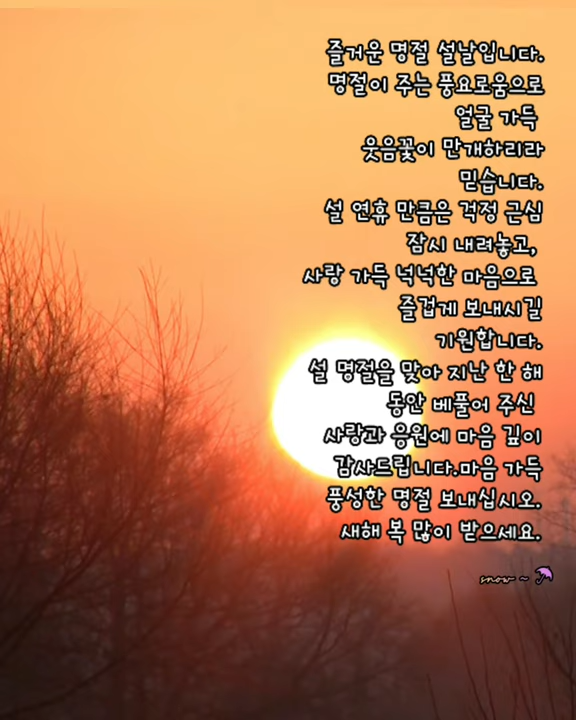 즐거운 명절 설날입니다.
명절이 주는 풍요로움으로
얼굴 가득
웃음꽃이 만개하리라
믿습니다.
설 연휴 만큼은 걱정 근심
잠시 내려놓고,
사랑 가득 넉넉한 마음으로
즐겁게 보내시길
기원합니다.
설 명절을 맞아 지난 한 해
동안 베풀어 주신
사랑과 응원에 마음 깊이
감사드립니다.마음 가득
풍성한 명절 보내십시오.
새해 복 많이 받으세요.
snow ~ ☂